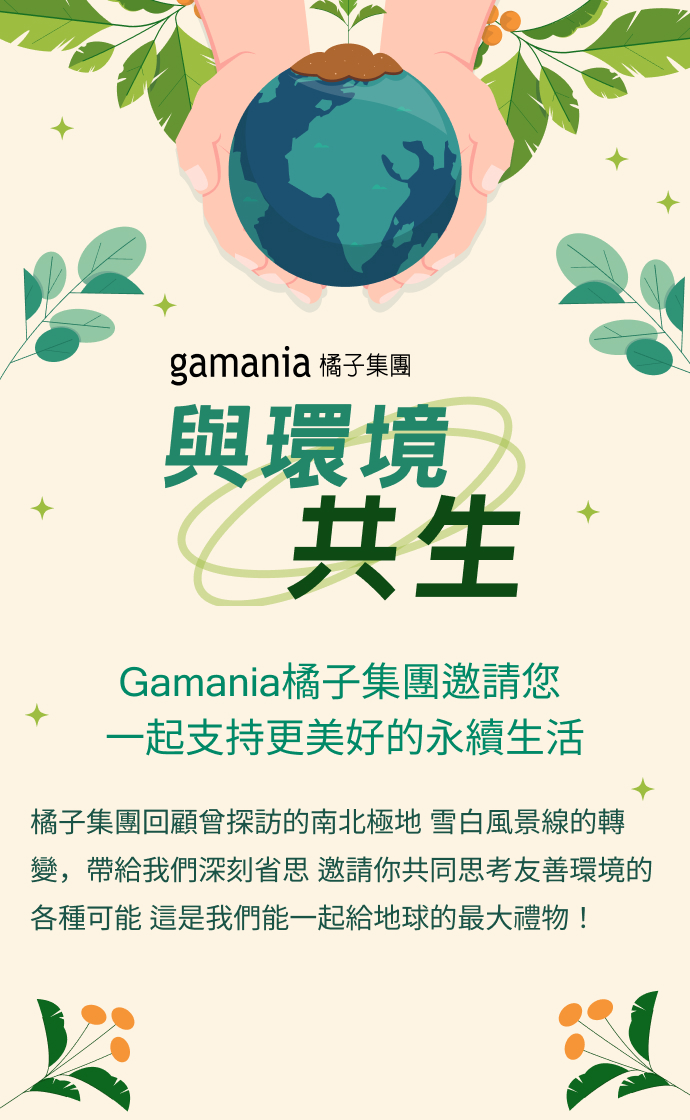 gamania 橘子集團
與環境
共生
Gamania橘子集團邀請您
一起支持更美好的永續生活
橘子集團回顧曾探訪的南北極地 雪白風景線的轉
變，帶給我們深刻省思 邀請你共同思考友善環境的
各種可能 這是我們能一起給地球的最大禮物！